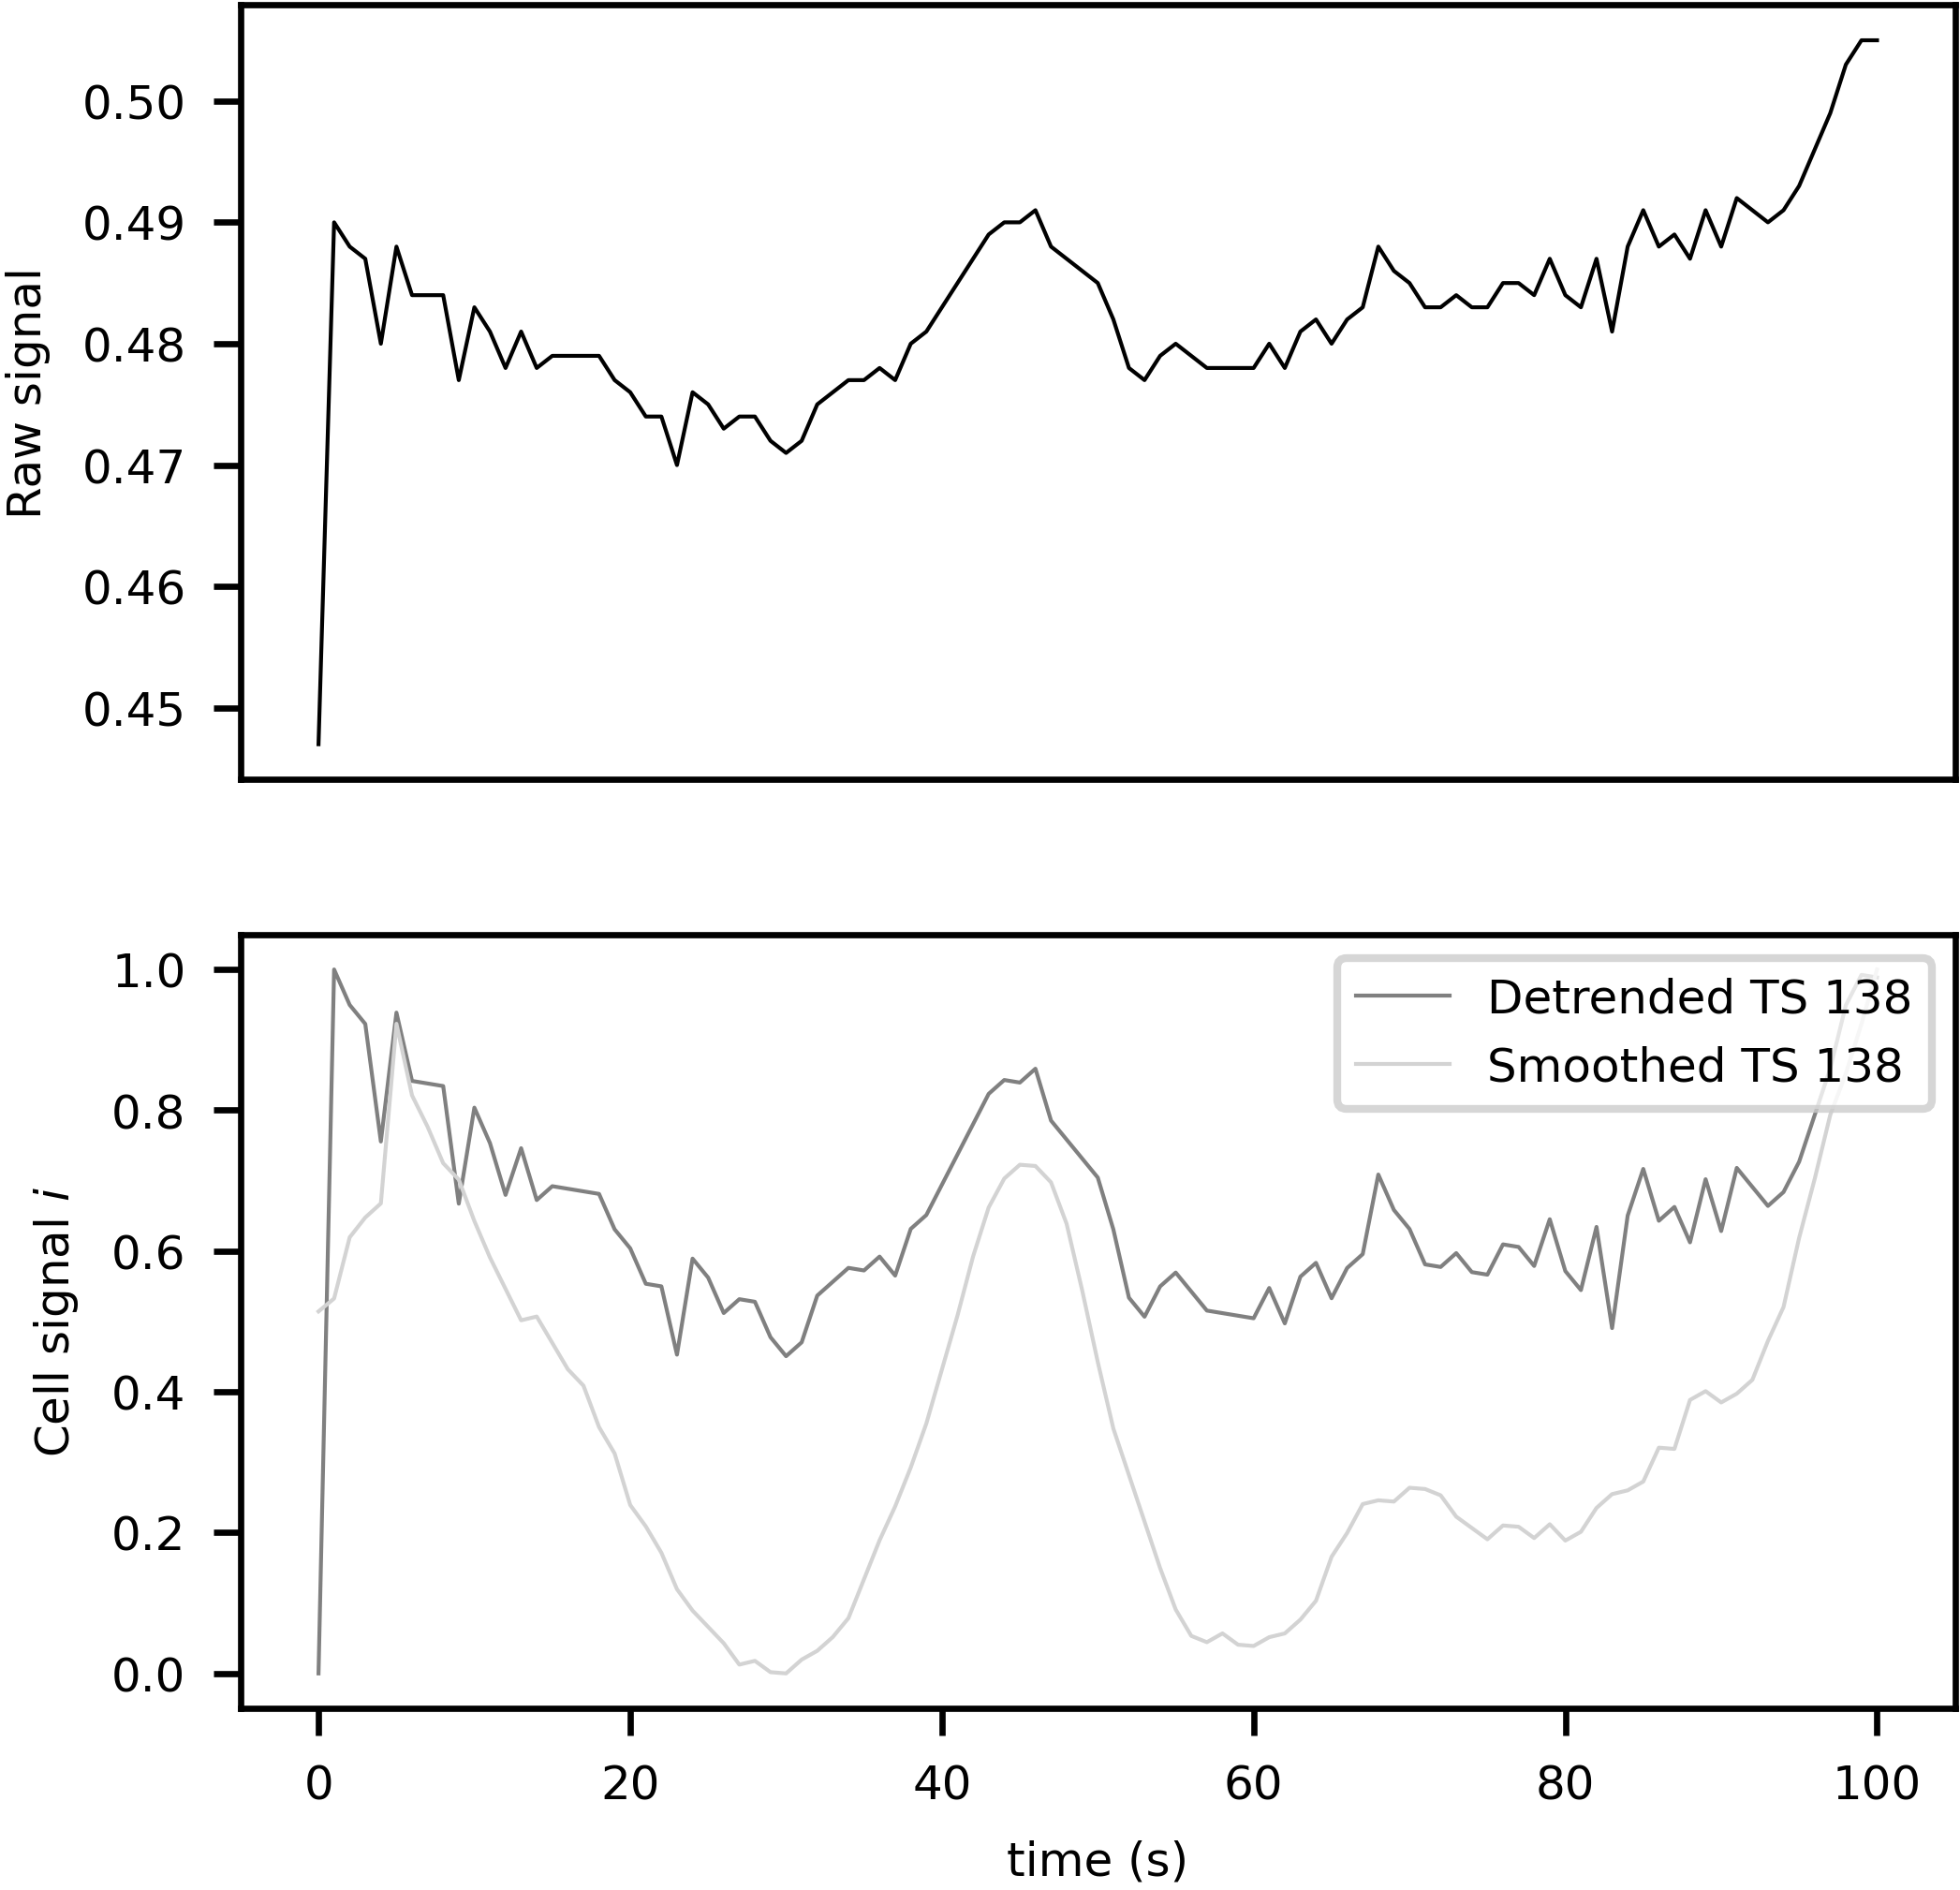 Raw signal
0.50
0.49
0.48
0.47
0.46
0.45
Cell signal i
1.0
0.8
0.6
0.4
0.2
0.0
Detrended TS 138
Smoothed TS 138
0 20 40 60 80 100
time (s)